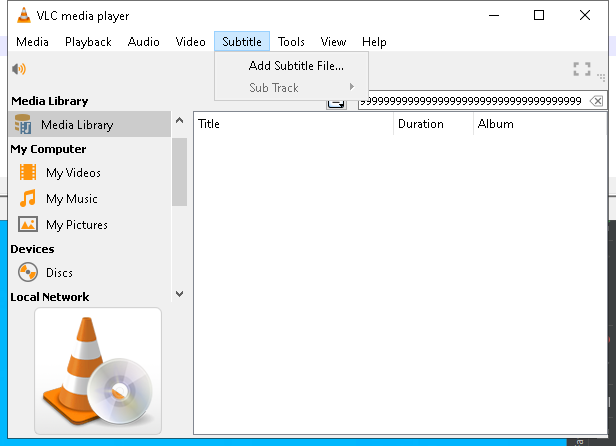 VLC media player
Media Playback Audio Video Subtitle Tools View Help
Add Subtitle File...
Sub Track
Media Library
Media Library
Title Duration Album
My Computer
My Videos
My Music
My Pictures
Devices
Discs
Local Network